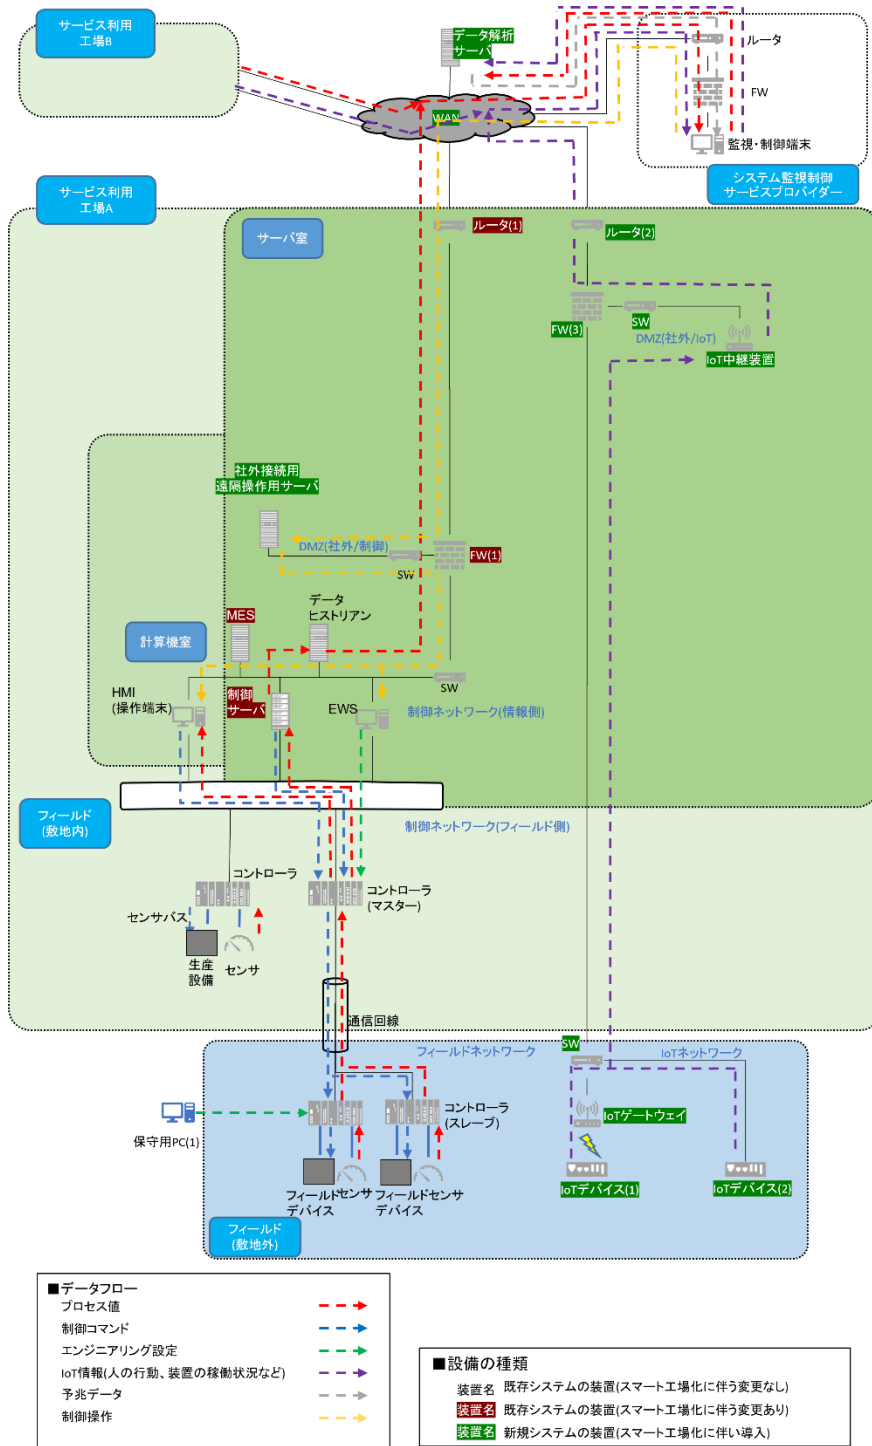 サービス利用
工場B
データ解析
サーバ
ルータ
FW
WAN
監視・制御端末
システム監視制御
サービスプロバイダー
サービス利用
工場A
サーバ室
ルータ(1)
ルータ(2)
FW(3)
SW
DMZ(社外/IoT)
IoT中継装置
社外接続用
遠隔操作用サーバ
DMZ(社外/制御)
SW
FW(1)
MES
データ
ヒストリアン
計算機室
SW
HMI
(操作端末)
制御
サーバ
EWS
制御ネットワーク(情報側)
フィールド
(敷地内)
制御ネットワーク(フィールド側)
コントローラ
コントローラ
(マスター)
センサバス
生産
設備
センサ
通信回線
フィールドネットワーク
SW
IoTネットワーク
保守用PC(1)
コントローラ
(スレーブ)
IoTゲートウェイ
フィールド
デバイス
センサ
フィールド
デバイス
センサ
IoTデバイス(1)
IoTデバイス(2)
フィールド
(敷地外)
■データフロー
プロセス値
制御コマンド
エンジニアリング設定
IoT情報(人の行動、装置の稼働状況など)
予兆データ
制御操作
■設備の種類
装置名 既存システムの装置(スマート工場化に伴う変更なし)
装置名 既存システムの装置(スマート工場化に伴う変更あり)
装置名 新規システムの装置(スマート工場化に伴い導入)